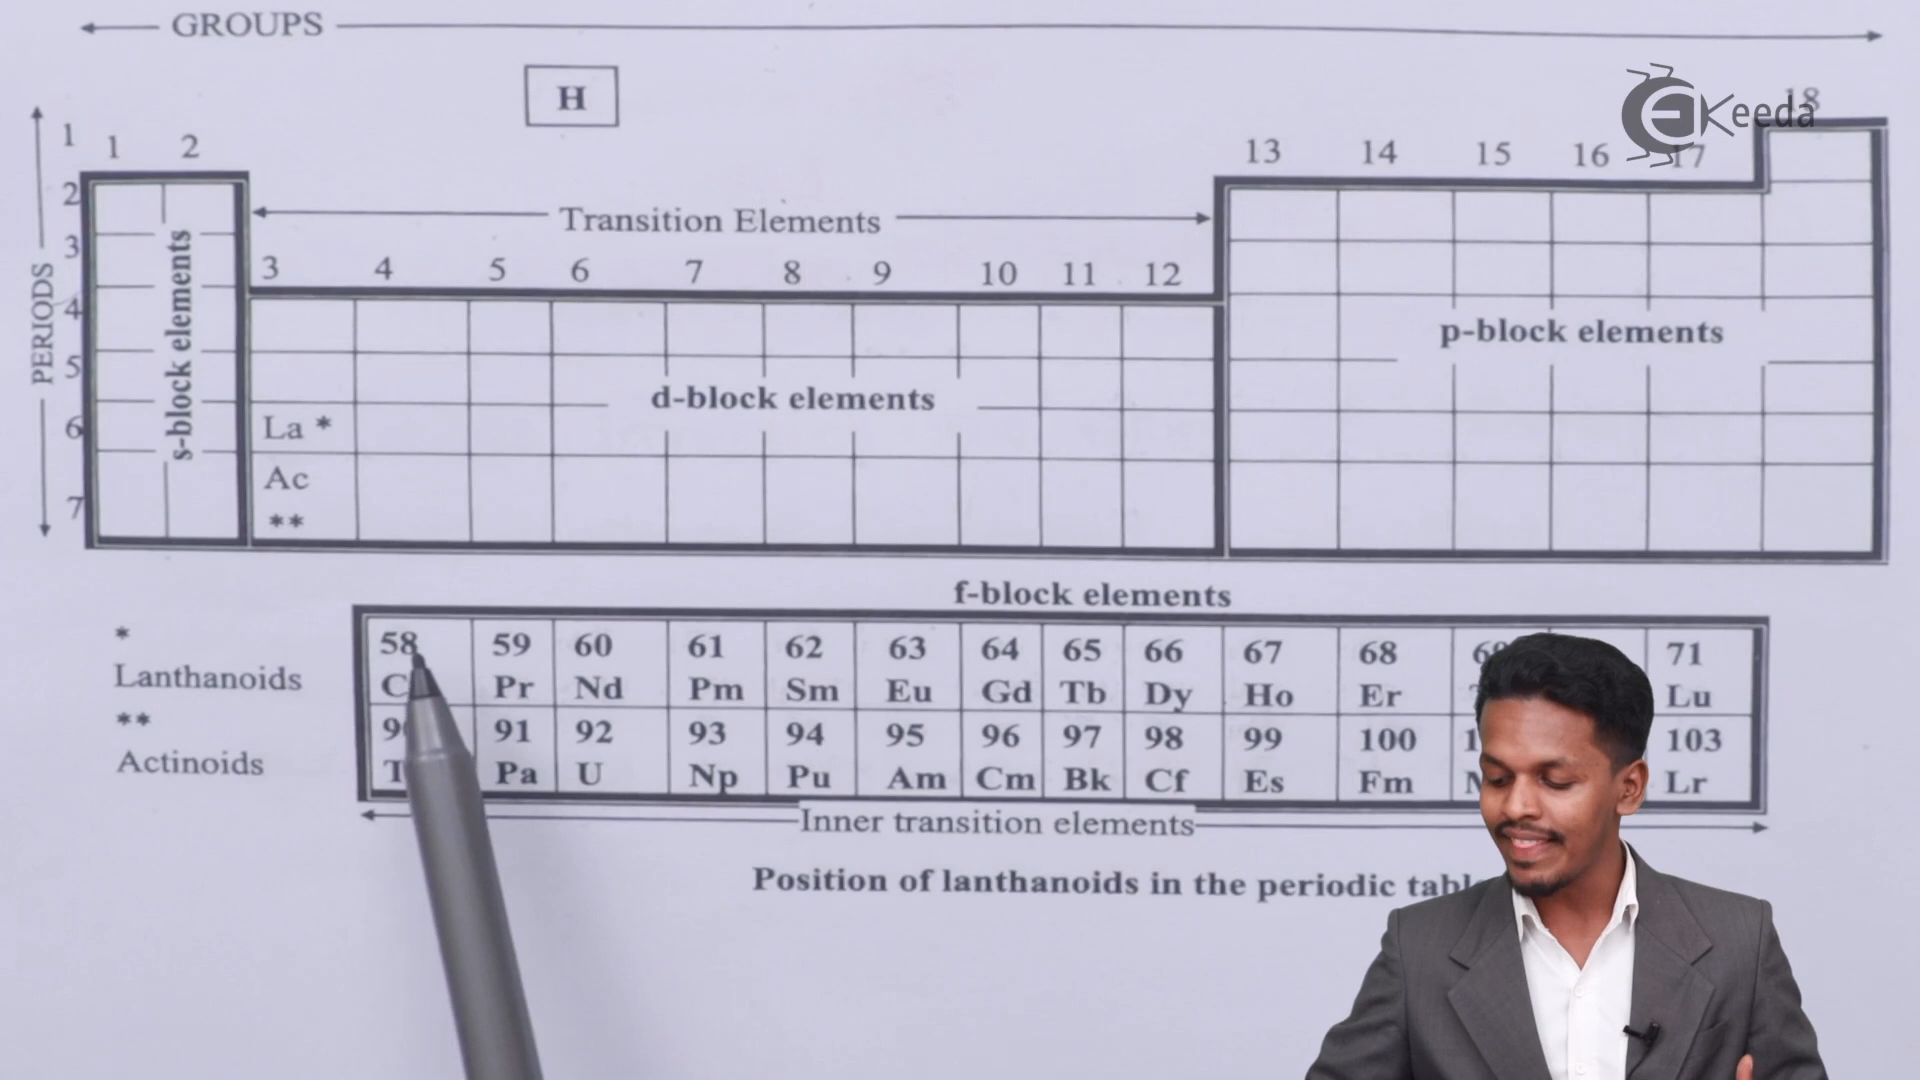 GROUPS
H
18
Keeda
1 1 2
13 14 15 16 17
2
Transition Elements
3
3 4 5 6 7 8 9 10 11 12
PERIODS
s-block elements
4
p-block elements
5
d-block elements
6 La *
Ac
7 **
f-block elements
*
58 59 60 61 62 63 64 65 66 67 68 71
Lanthanoids
Pr Nd Pm Sm Eu Gd Tb Dy Ho Er Lu
**
91 92 93 94 95 96 97 98 99 100 103
Actinoids
Pa U Np Pu Am Cm Bk Cf Es Fm Lr
Inner transition elements
Position of lanthanoids in the periodic